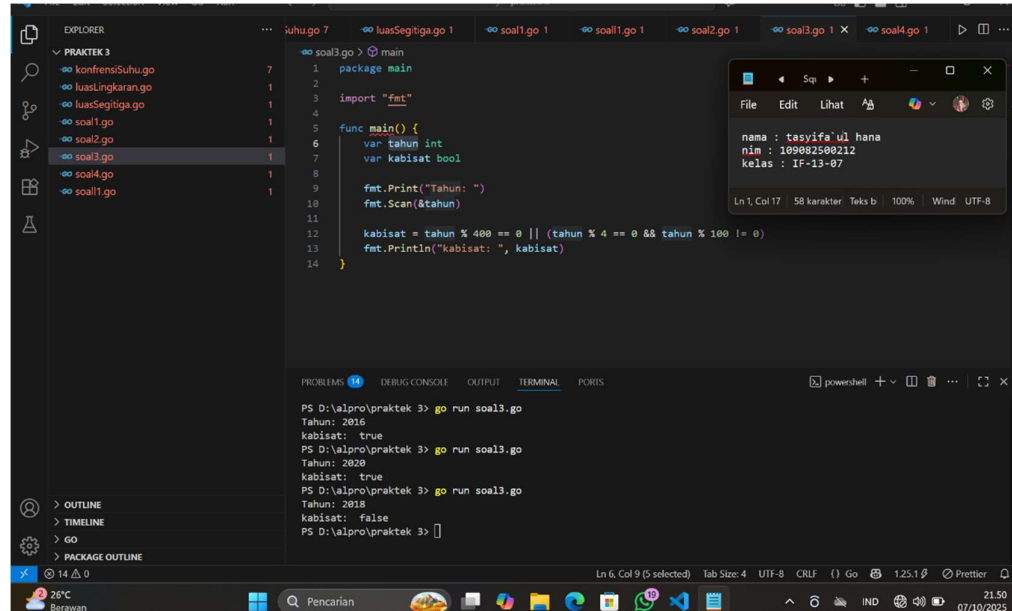 EXPLORER
PRAKTEK 3
konfrensiSuhu.go 7
luasLingkaran.go 1
luasSegitiga.go 1
soal1.go 1
soal2.go 1
soal3.go 1
soal4.go 1
soall1.go 1
OUTLINE
TIMELINE
GO
PACKAGE OUTLINE
Suhu.go 7 luasSegitiga.go 1 soal1.go 1 soall1.go 1 soal2.go 1 soal3.go 1 soal4.go 1
soal3.go > main
1 package main
2
3 import "fmt"
4
5 func main() {
6 var tahun int
7 var kabisat bool
8
9 fmt.Print("Tahun: ")
10 fmt.Scan(&tahun)
11
12 kabisat = tahun % 400 == 0 || (tahun % 4 == 0 && tahun % 100 != 0)
13 fmt.Println("kabisat: ", kabisat)
14 }
Squ
File Edit Lihat
nama : tasyifa`ul hana
nim : 109082500212
kelas : IF-13-07
Ln 1, Col 17 58 karakter Teks b 100% Wind UTF-8
PROBLEMS 14 DEBUG CONSOLE OUTPUT TERMINAL PORTS
powershell
PS D:\alpro\praktek 3> go run soal3.go
Tahun: 2016
kabisat:  true
PS D:\alpro\praktek 3> go run soal3.go
Tahun: 2020
kabisat:  true
PS D:\alpro\praktek 3> go run soal3.go
Tahun: 2018
kabisat:  false
PS D:\alpro\praktek 3>
14 0 Ln 6, Col 9 (5 selected) Tab Size: 4 UTF-8 CRLF {} Go 1.25.1 Prettier
2 26°C
Berawan
Pencarian
19
IND
21.50
07/10/2025